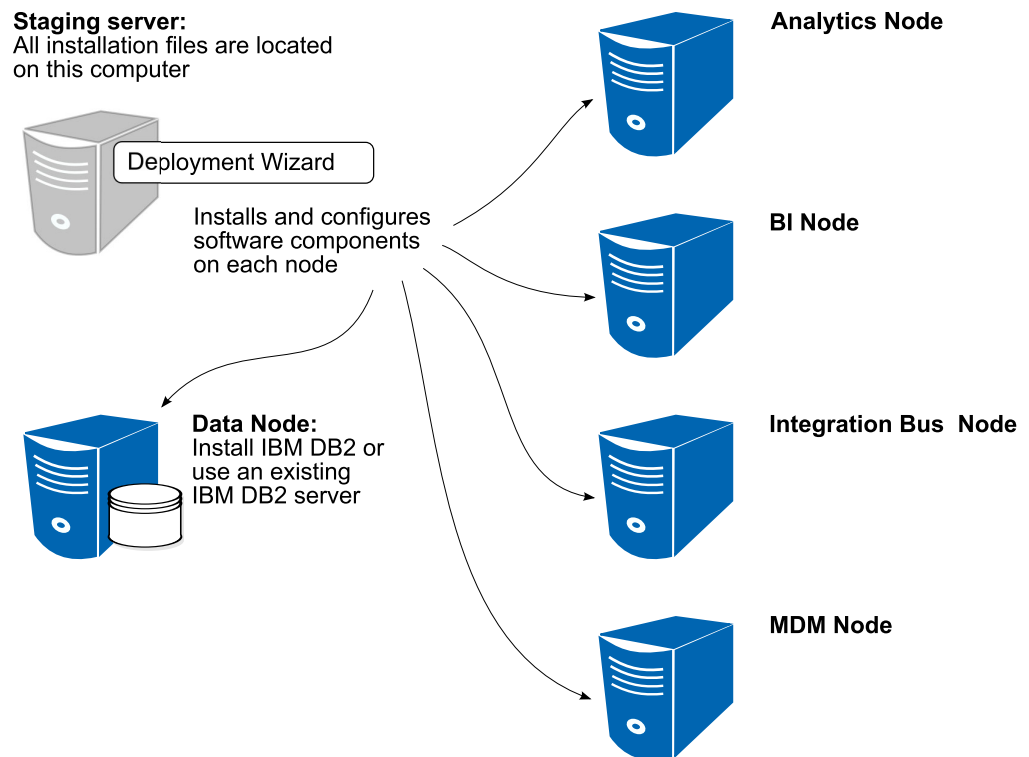 Staging server:
All installation files are located
on this computer
Deployment Wizard
Installs and configures
software components
on each node
Data Node:
Install IBM DB2 or
use an existing
IBM DB2 server
Analytics Node
BI Node
Integration Bus  Node
MDM Node